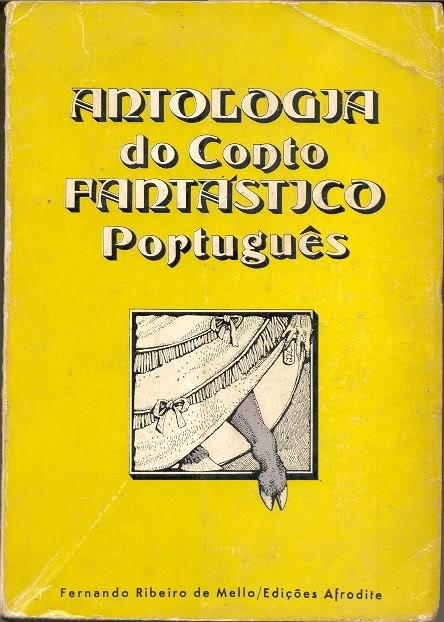 ANTOLOGIA
do Conto
FANTÁSTICO
Português
Fernando Ribeiro de Mello/Edições Afrodite